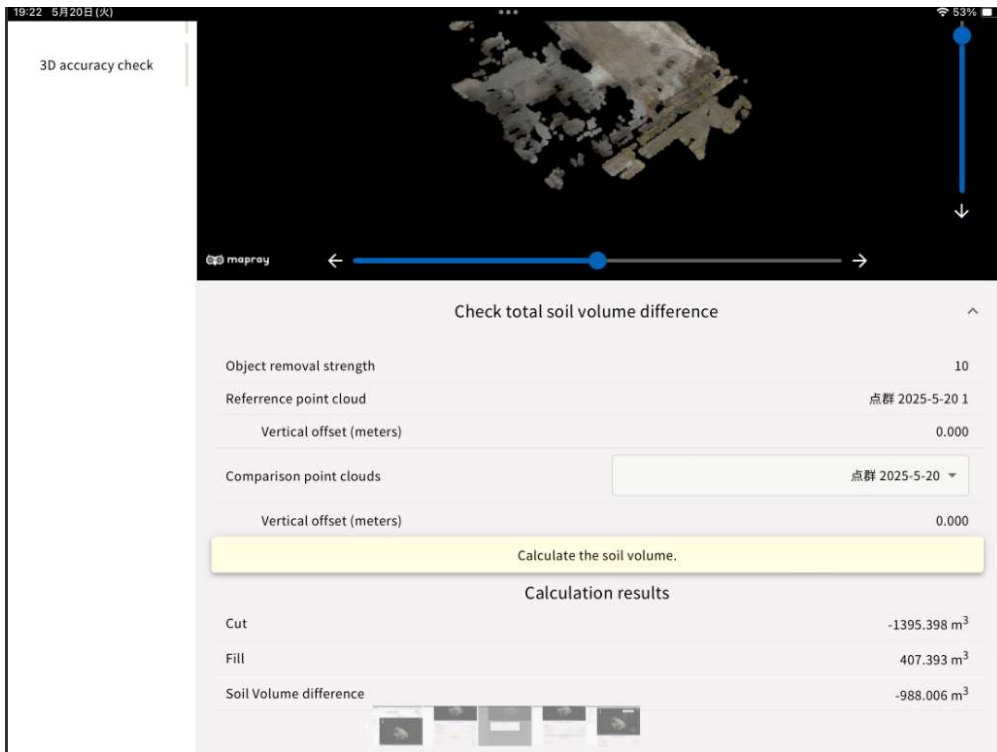 19:22 5月20日(火)
53%
3D accuracy check
mapray
Check total soil volume difference
Object removal strength 10
Referrence point cloud 点群 2025-5-20 1
Vertical offset (meters) 0.000
Comparison point clouds 点群 2025-5-20
Vertical offset (meters) 0.000
Calculate the soil volume.
Calculation results
Cut -1395.398 m³
Fill 407.393 m³
Soil Volume difference -988.006 m³